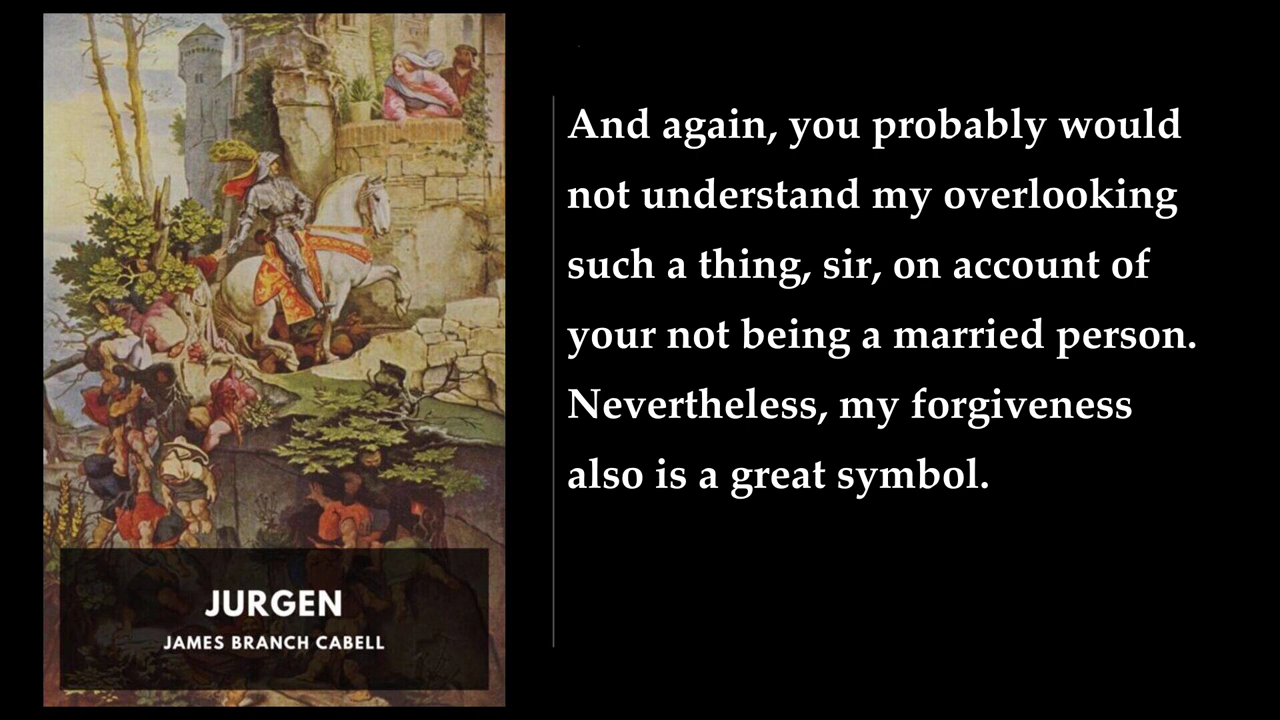 And again, you probably would
not understand my overlooking
such a thing, sir, on account of
your not being a married person.
Nevertheless, my forgiveness
also is a great symbol.
JURGEN
JAMES BRANCH CABELL